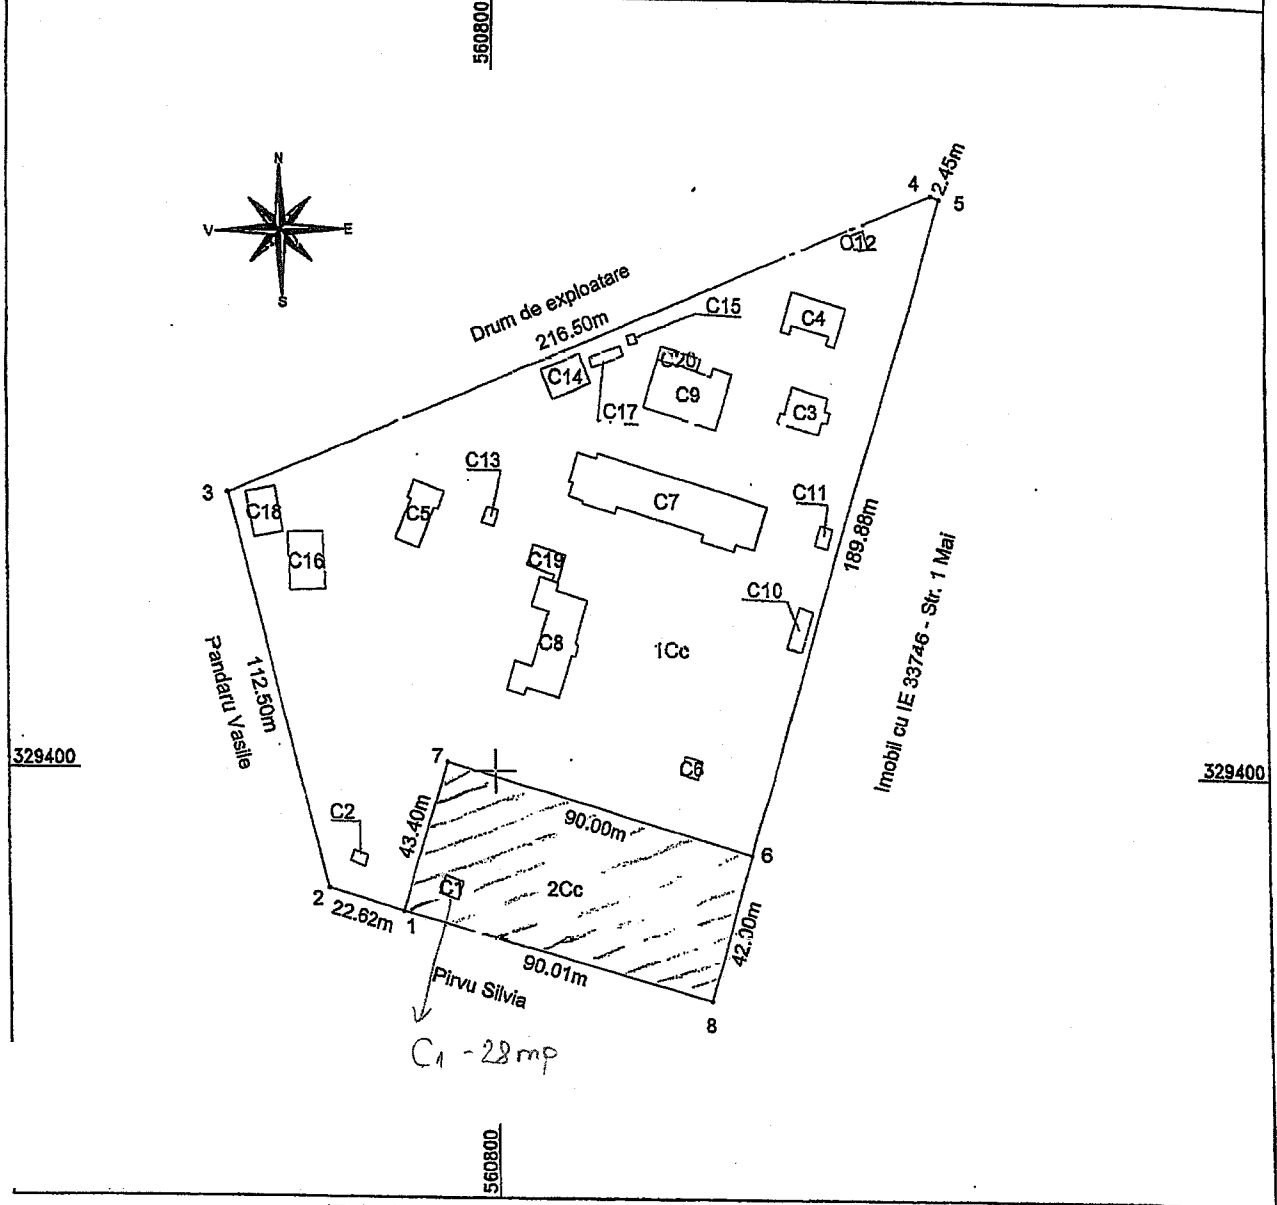 560800
N
V
E
S
4
2.45m
5
C12
Drum de exploatare
216.50m
C15
C4
C14
C20
C9
C17
C3
C13
3
C18
C5
C7
C11
189.88m
C16
C19
C10
Imobil cu IE 33746 - Str. 1 Mai
C8
1Cc
Pandaru Vasile
112.50m
329400
7
C6
329400
C2
43.40m
90.00m
6
2
22.62m
1
C1
2Cc
42.00m
90.01m
Pirvu Silvia
8
C1 - 28 mp
560800